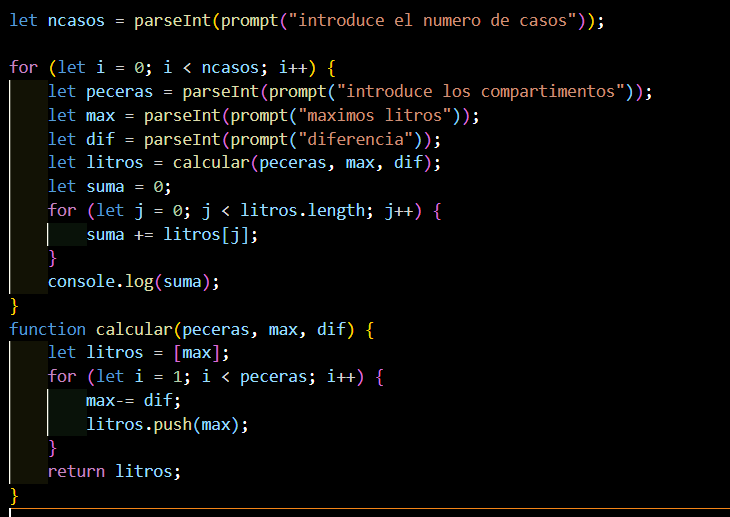 let ncasos = parseInt(prompt("introduce el numero de casos"));
for (let i = 0; i < ncasos; i++) {
let peceras = parseInt(prompt("introduce los compartimentos"));
let max = parseInt(prompt("maximos litros"));
let dif = parseInt(prompt("diferencia"));
let litros = calcular(peceras, max, dif);
let suma = 0;
for (let j = 0; j < litros.length; j++) {
suma += litros[j];
}
console.log(suma);
}
function calcular(peceras, max, dif) {
let litros = [max];
for (let i = 1; i < peceras; i++) {
max-= dif;
litros.push(max);
}
return litros;
}